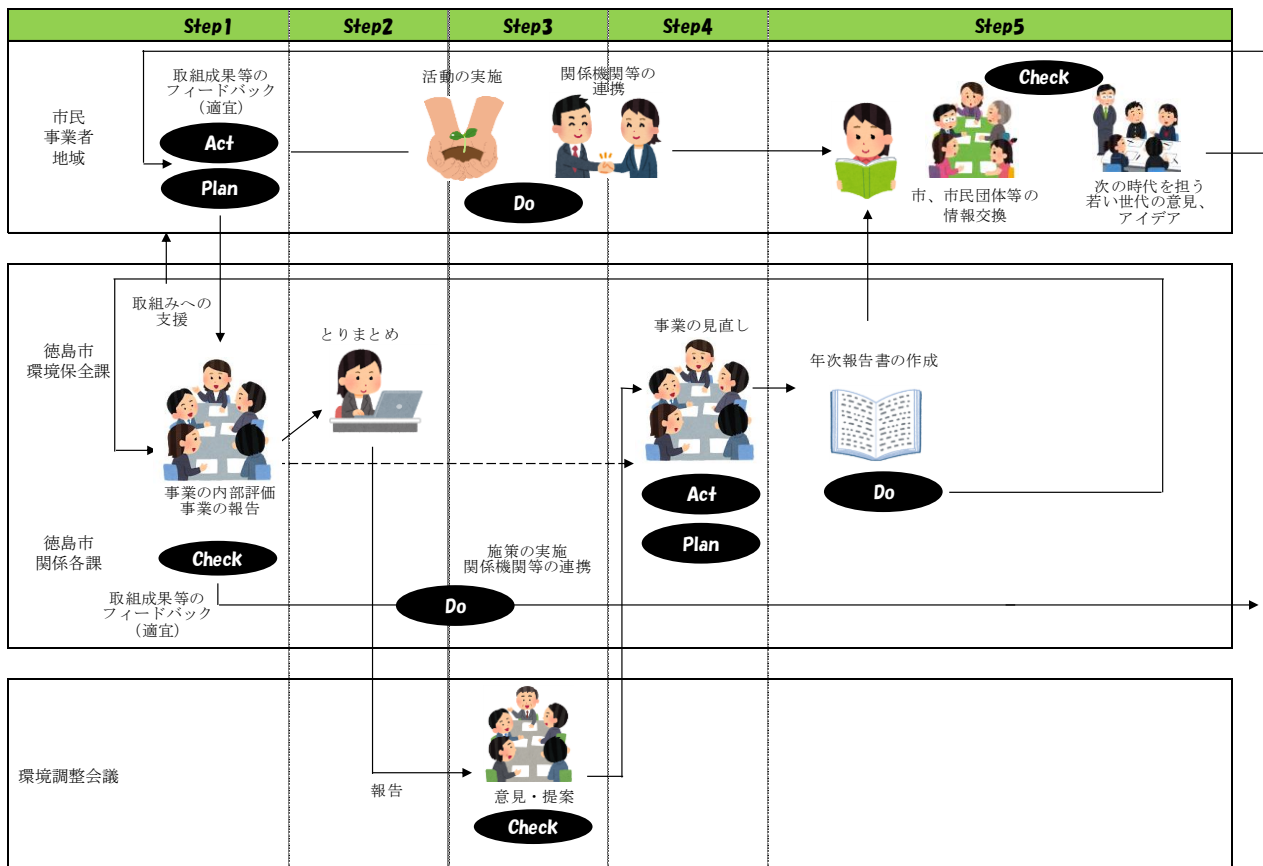 Step1
Step2
Step3
Step4
Step5
市民
事業者
地域
取組成果等の
フィードバック
（適宜）
Act
Plan
活動の実施
関係機関等の
連携
Do
Check
市、市民団体等の
情報交換
次の時代を担う
若い世代の意見、
アイデア
徳島市
環境保全課
取組みへの
支援
とりまとめ
事業の見直し
年次報告書の作成
事業の内部評価
事業の報告
Act
Plan
Do
徳島市
関係各課
Check
施策の実施
関係機関等の連携
Do
取組成果等の
フィードバック
（適宜）
環境調整会議
報告
意見・提案
Check